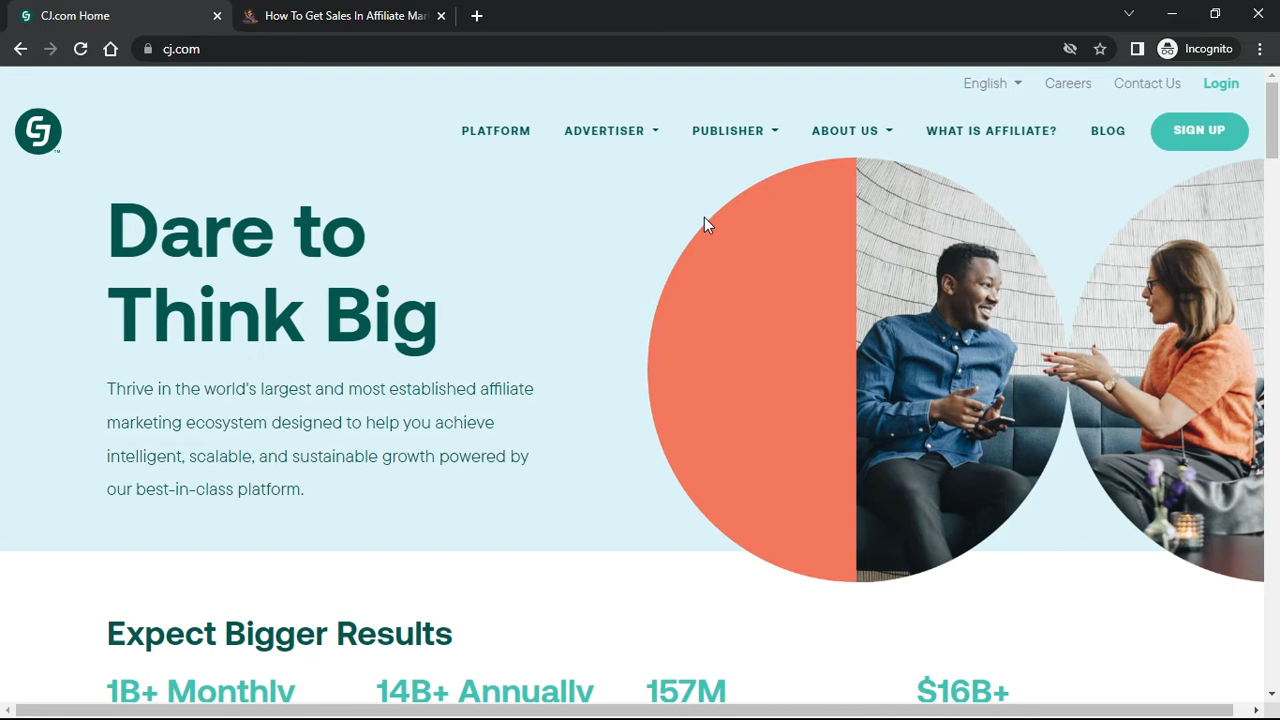 CJ.com Home
How To Get Sales In Affiliate Mar
cj.com
Incognito
English
Careers
Contact Us
Login
CJ
PLATFORM
ADVERTISER
PUBLISHER
ABOUT US
WHAT IS AFFILIATE?
BLOG
SIGN UP
Dare to
Think Big
Thrive in the world's largest and most established affiliate
marketing ecosystem designed to help you achieve
intelligent, scalable, and sustainable growth powered by
our best-in-class platform.
Expect Bigger Results
1B+ Monthly
14B+ Annually
157M
$16B+